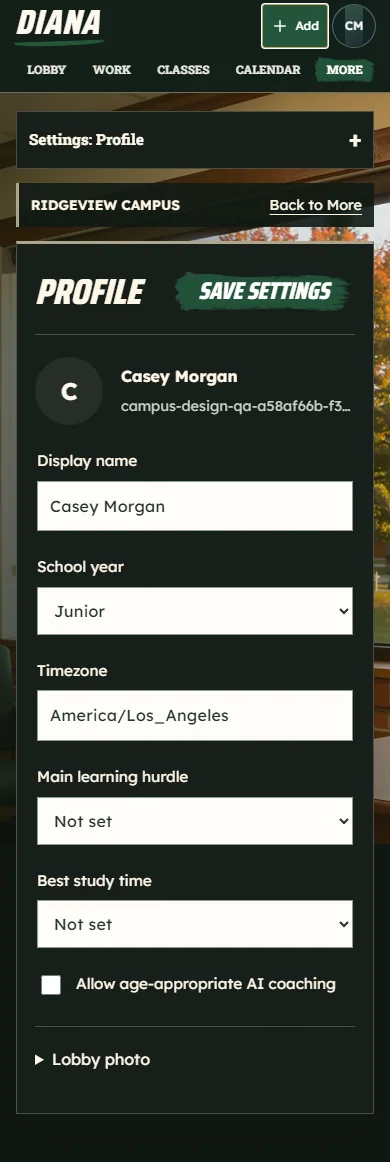 DIANA
+ Add
CM
LOBBY WORK CLASSES CALENDAR MORE
Settings: Profile +
RIDGEVIEW CAMPUS Back to More
PROFILE SAVE SETTINGS
C
Casey Morgan
campus-design-qa-a58af66b-f3...
Display name
Casey Morgan
School year
Junior
Timezone
America/Los_Angeles
Main learning hurdle
Not set
Best study time
Not set
Allow age-appropriate AI coaching
Lobby photo